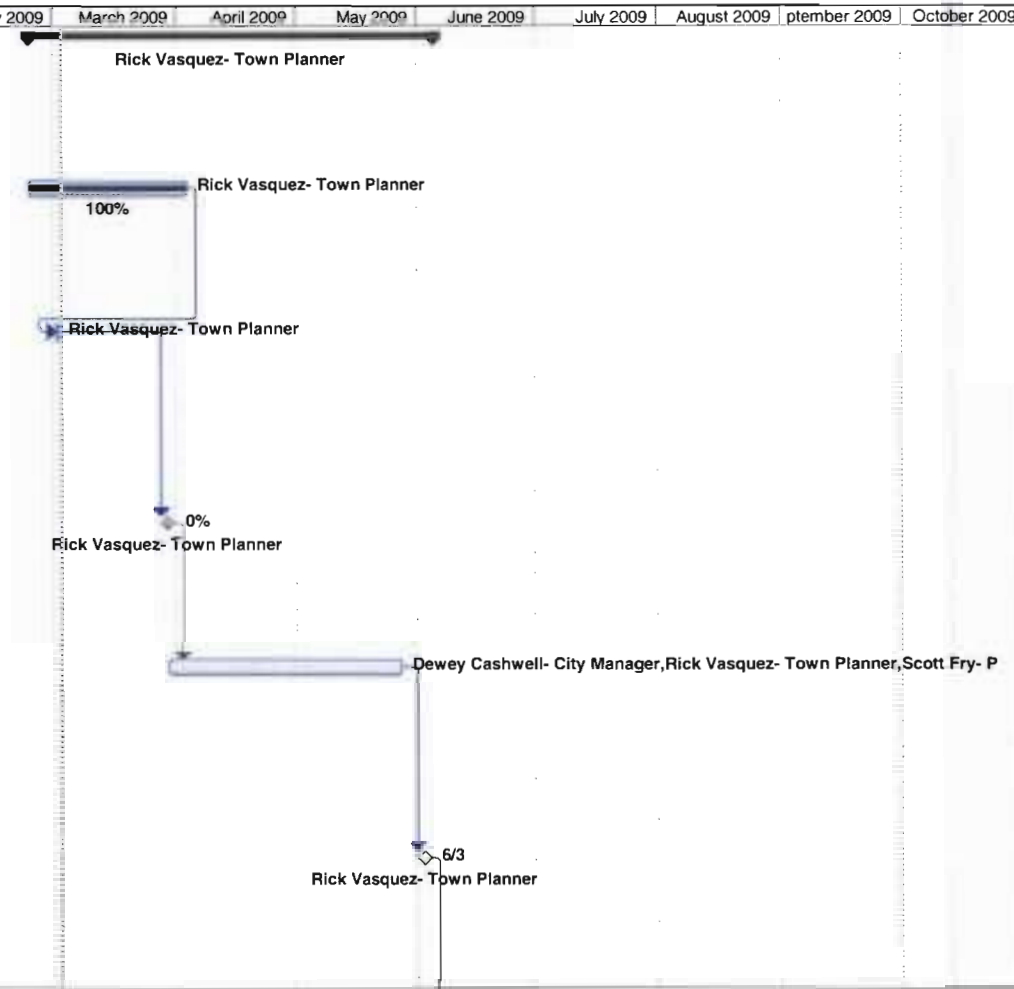 2009 March 2009 April 2009 May 2009 June 2009 July 2009 August 2009 ptember 2009 October 2009
Rick Vasquez- Town Planner
Rick Vasquez- Town Planner
100%
Rick Vasquez- Town Planner
0%
Rick Vasquez- Town Planner
Dewey Cashwell- City Manager,Rick Vasquez- Town Planner,Scott Fry- P
6/3
Rick Vasquez- Town Planner